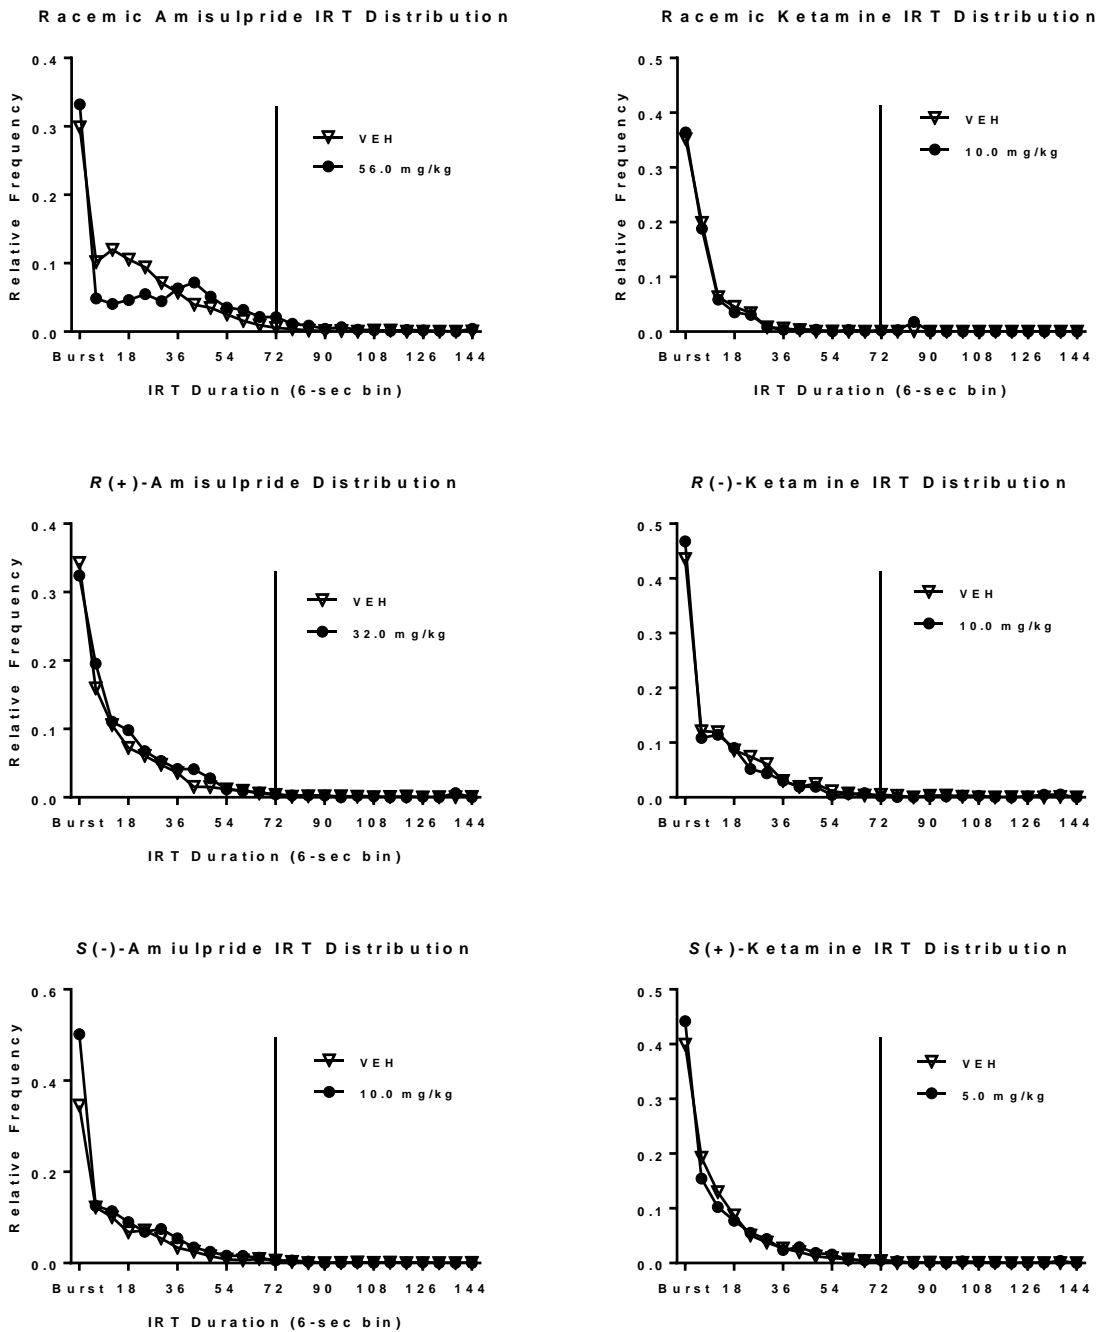 Racemic Amisulpride IRT Distribution
Relative Frequency
0.4
0.3
0.2
0.1
0.0
VEH
56.0 mg/kg
Burst 18 36 54 72 90 108 126 144
IRT Duration (6-sec bin)
Racemic Ketamine IRT Distribution
Relative Frequency
0.5
0.4
0.3
0.2
0.1
0.0
VEH
10.0 mg/kg
Burst 18 36 54 72 90 108 126 144
IRT Duration (6-sec bin)
R(+)-Amisulpride Distribution
Relative Frequency
0.4
0.3
0.2
0.1
0.0
VEH
32.0 mg/kg
Burst 18 36 54 72 90 108 126 144
IRT Duration (6-sec bin)
R(-)-Ketamine IRT Distribution
0.5
0.4
0.3
0.2
0.1
0.0
VEH
10.0 mg/kg
Burst 18 36 54 72 90 108 126 144
S(-)-Amiulpride IRT Distribution
Relative Frequency
0.6
0.4
0.2
0.0
VEH
10.0 mg/kg
Burst 18 36 54 72 90 108 126 144
IRT Duration (6-sec bin)
S(+)-Ketamine IRT Distribution
0.5
0.4
0.3
0.2
0.1
0.0
VEH
5.0 mg/kg
Burst 18 36 54 72 90 108 126 144